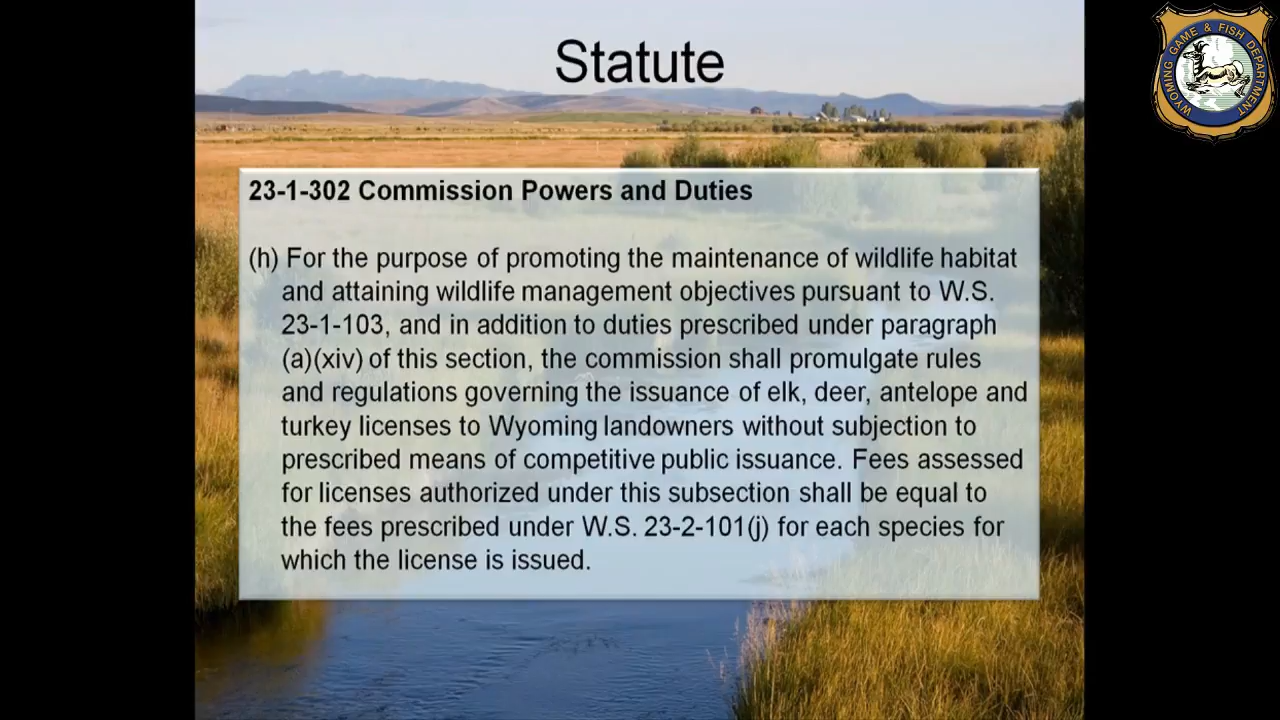 Statute
WYOMING GAME & FISH DEPARTMENT
23-1-302 Commission Powers and Duties
(h) For the purpose of promoting the maintenance of wildlife habitat
and attaining wildlife management objectives pursuant to W.S.
23-1-103, and in addition to duties prescribed under paragraph
(a)(xiv) of this section, the commission shall promulgate rules
and regulations governing the issuance of elk, deer, antelope and
turkey licenses to Wyoming landowners without subjection to
prescribed means of competitive public issuance. Fees assessed
for licenses authorized under this subsection shall be equal to
the fees prescribed under W.S. 23-2-101(j) for each species for
which the license is issued.